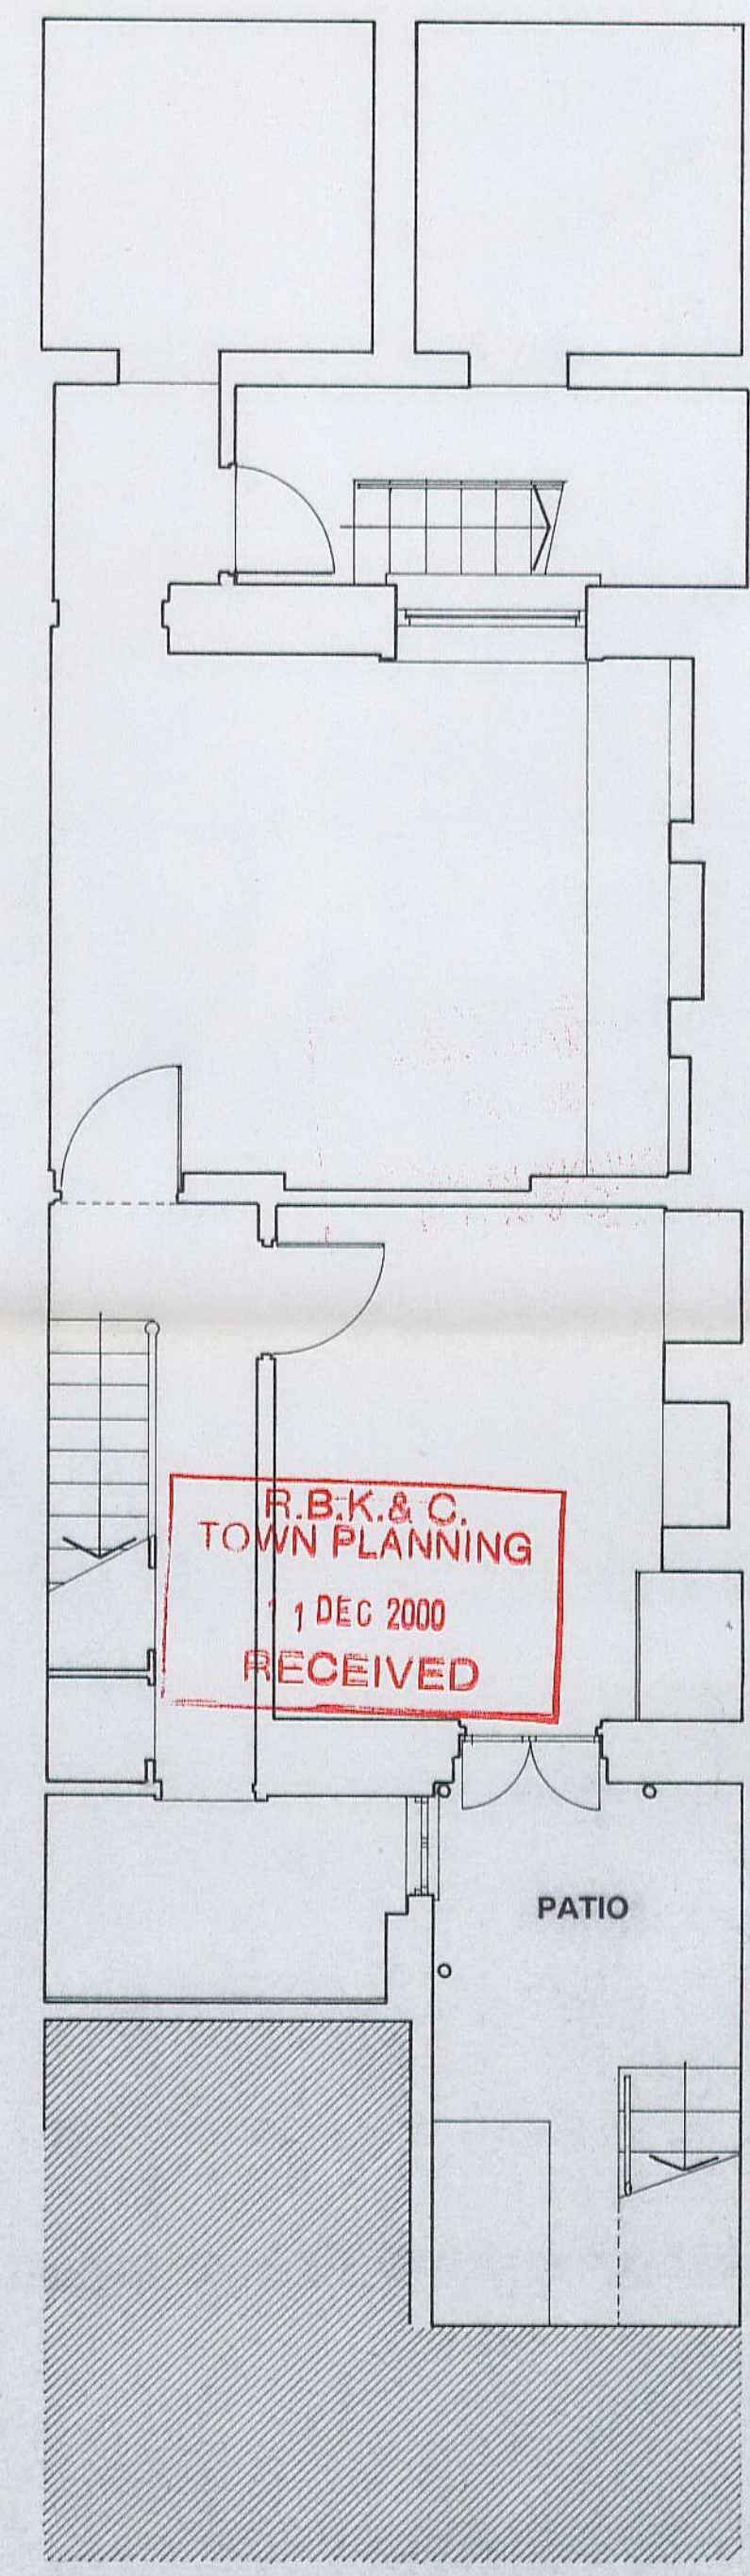 R.B.K.& C.
TOWN PLANNING
11 DEC 2000
RECEIVED
PATIO